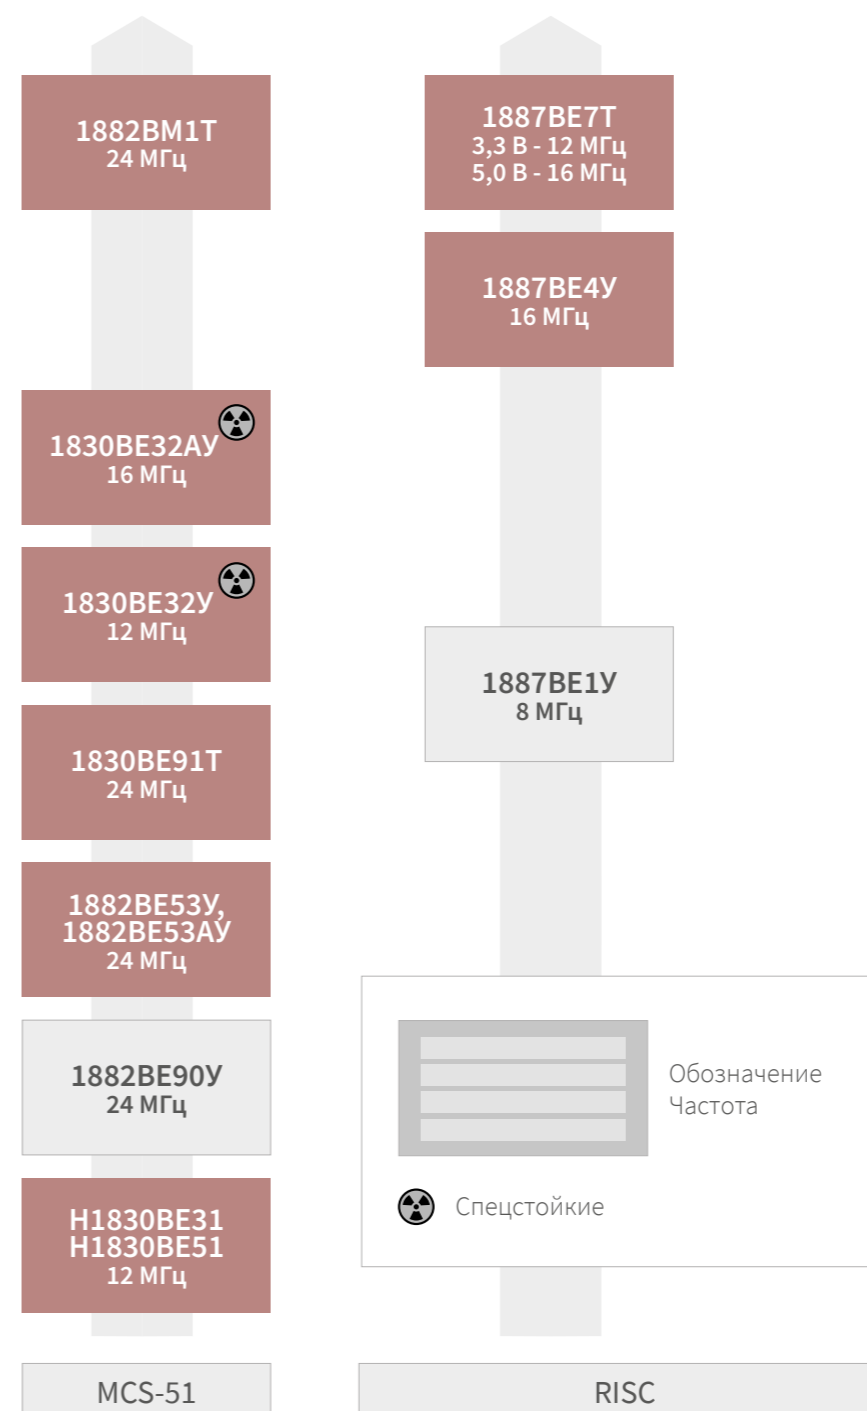 1882ВМ1Т
24 МГц
1830ВЕ32АУ
16 МГц
1830ВЕ32У
12 МГц
1830ВЕ91Т
24 МГц
1882ВЕ53У,
1882ВЕ53АУ
24 МГц
1882ВЕ90У
24 МГц
Н1830ВЕ31
Н1830ВЕ51
12 МГц
MCS-51
1887ВЕ7Т
3,3 В - 12 МГц
5,0 В - 16 МГц
1887ВЕ4У
16 МГц
1887ВЕ1У
8 МГц
Обозначение
Частота
Спецстойкие
RISC